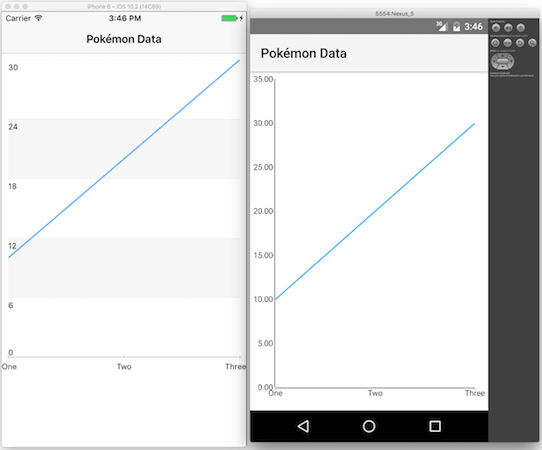 iPhone 6 – iOS 10.2 (14C89)
Carrier 3:46 PM
Pokémon Data
30
24
18
12
6
0
One Two Three
5554:Nexus_5
3G 3:46
Pokémon Data
35.00
30.00
25.00
20.00
15.00
10.00
5.00
0.00
One Two Three